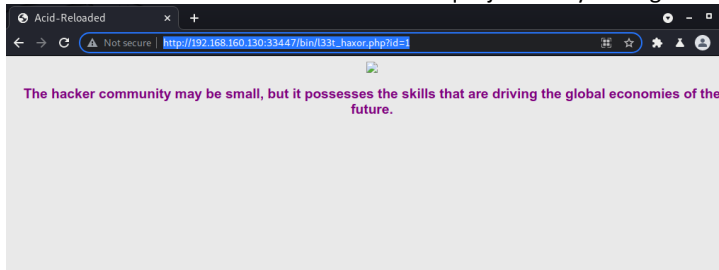 Acid-Reloaded
Not secure | http://192.168.160.130:33447/bin/l33t_haxor.php?id=1
The hacker community may be small, but it possesses the skills that are driving the global economies of the
future.